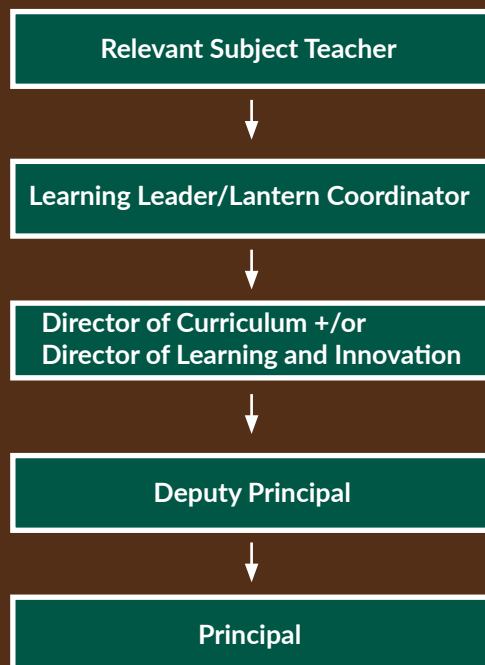 Relevant Subject Teacher
Learning Leader/Lantern Coordinator
Director of Curriculum +/or
Director of Learning and Innovation
Deputy Principal
Principal